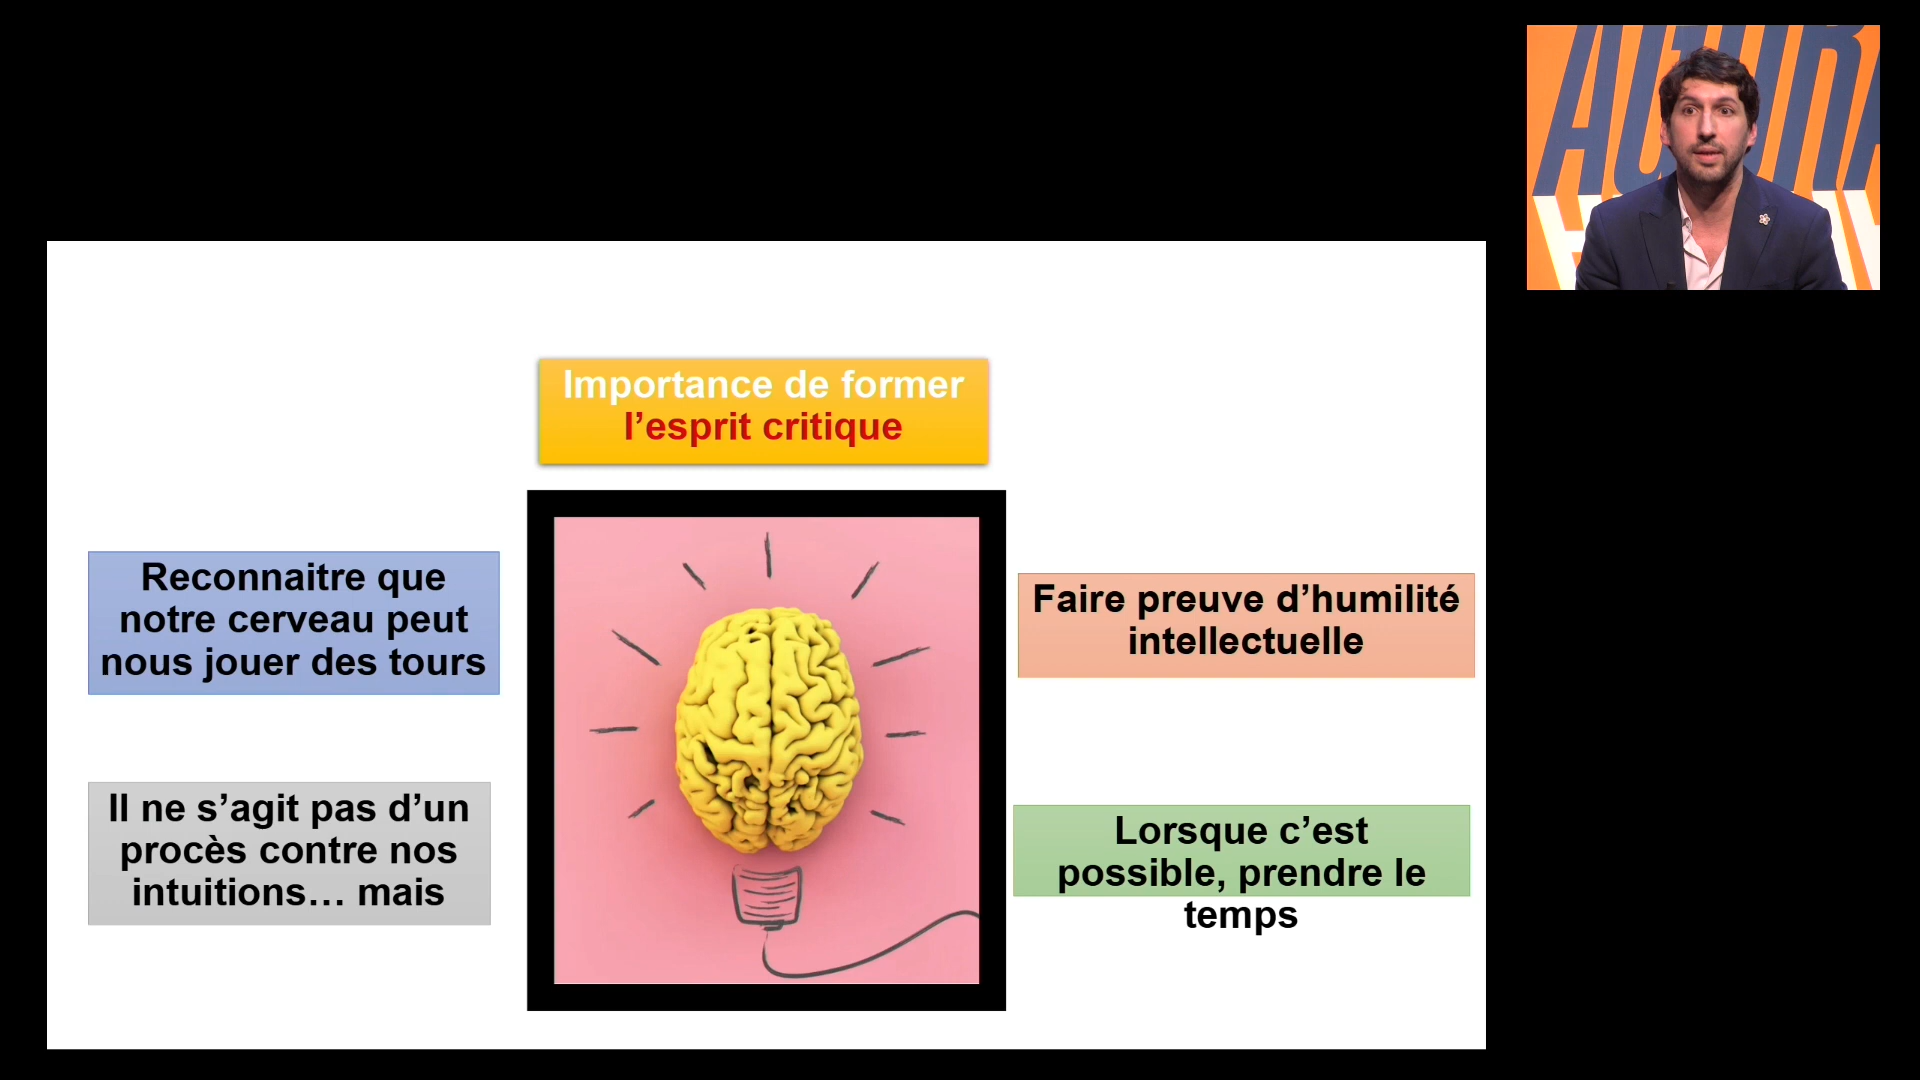 AGORA
Importance de former
l’esprit critique
Reconnaitre que
notre cerveau peut
nous jouer des tours
Faire preuve d’humilité
intellectuelle
Il ne s’agit pas d’un
procès contre nos
intuitions… mais
Lorsque c’est
possible, prendre le
temps